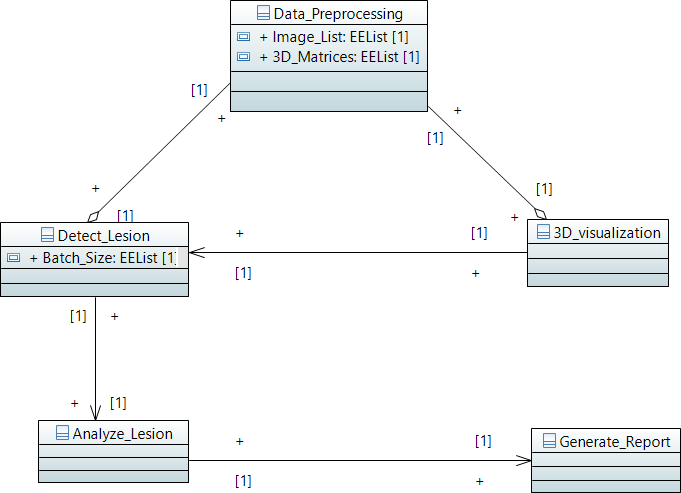 Data_Preprocessing
+ Image_List: EEList [1]
+ 3D_Matrices: EEList [1]
[1]
+
+
[1]
+
[1]
[1]
+
Detect_Lesion
+ Batch_Size: EEList [1]
3D_visualization
+
[1]
[1]
+
[1]
+
+
[1]
Analyze_Lesion
Generate_Report
+
[1]
[1]
+